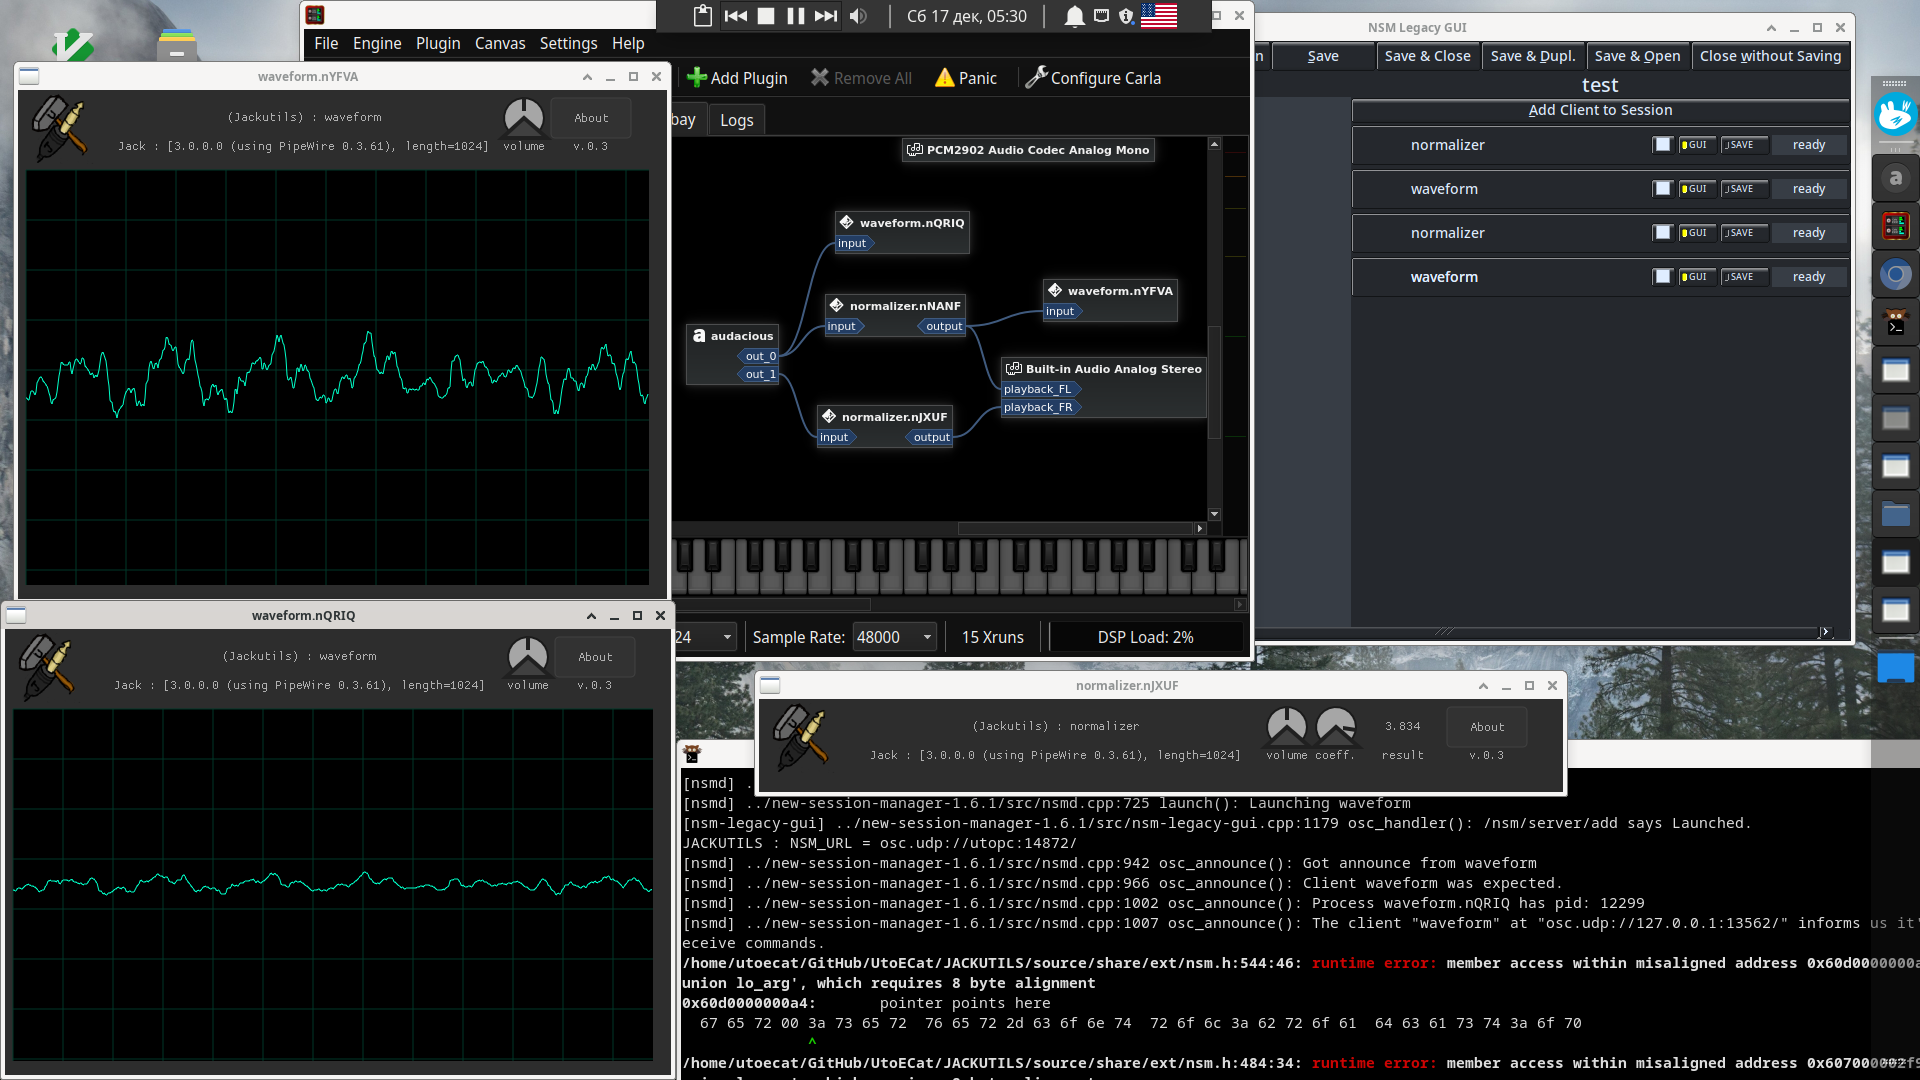 Сб 17 дек, 05:30
File Engine Plugin Canvas Settings Help
Add Plugin Remove All Panic Configure Carla
bay Logs
PCM2902 Audio Codec Analog Mono
waveform.nQRIQ
input
normalizer.nNANF
input output
waveform.nYFVA
input
a audacious
out_0
out_1
Built-in Audio Analog Stereo
playback_FL
playback_FR
normalizer.nJXUF
input output
24 Sample Rate: 48000 15 Xruns DSP Load: 2%
waveform.nYFVA
(Jackutils) : waveform
Jack : [3.0.0.0 (using PipeWire 0.3.61), length=1024]
volume
About
v.0.3
waveform.nQRIQ
(Jackutils) : waveform
Jack : [3.0.0.0 (using PipeWire 0.3.61), length=1024]
volume
About
v.0.3
NSM Legacy GUI
n Save Save & Close Save & Dupl. Save & Open Close without Saving
test
Add Client to Session
normalizer GUI SAVE ready
waveform GUI SAVE ready
normalizer GUI SAVE ready
waveform GUI SAVE ready
a
normalizer.nJXUF
(Jackutils) : normalizer
Jack : [3.0.0.0 (using PipeWire 0.3.61), length=1024]
volume coeff.
3.834
result
About
v.0.3
[nsmd] .
[nsmd] ../new-session-manager-1.6.1/src/nsmd.cpp:725 launch(): Launching waveform
[nsm-legacy-gui] ../new-session-manager-1.6.1/src/nsm-legacy-gui.cpp:1179 osc_handler(): /nsm/server/add says Launched.
JACKUTILS : NSM_URL = osc.udp://utopc:14872/
[nsmd] ../new-session-manager-1.6.1/src/nsmd.cpp:942 osc_announce(): Got announce from waveform
[nsmd] ../new-session-manager-1.6.1/src/nsmd.cpp:966 osc_announce(): Client waveform was expected.
[nsmd] ../new-session-manager-1.6.1/src/nsmd.cpp:1002 osc_announce(): Process waveform.nQRIQ has pid: 12299
[nsmd] ../new-session-manager-1.6.1/src/nsmd.cpp:1007 osc_announce(): The client "waveform" at "osc.udp://127.0.0.1:13562/" informs us it'
eceive commands.
/home/utoecat/GitHub/UtoECat/JACKUTILS/source/share/ext/nsm.h:544:46: runtime error: member access within misaligned address 0x60d0000000a
union lo_arg', which requires 8 byte alignment
0x60d0000000a4: pointer points here
67 65 72 00 3a 73 65 72 76 65 72 2d 63 6f 6e 74 72 6f 6c 3a 62 72 6f 61 64 63 61 73 74 3a 6f 70
^
/home/utoecat/GitHub/UtoECat/JACKUTILS/source/share/ext/nsm.h:484:34: runtime error: member access within misaligned address